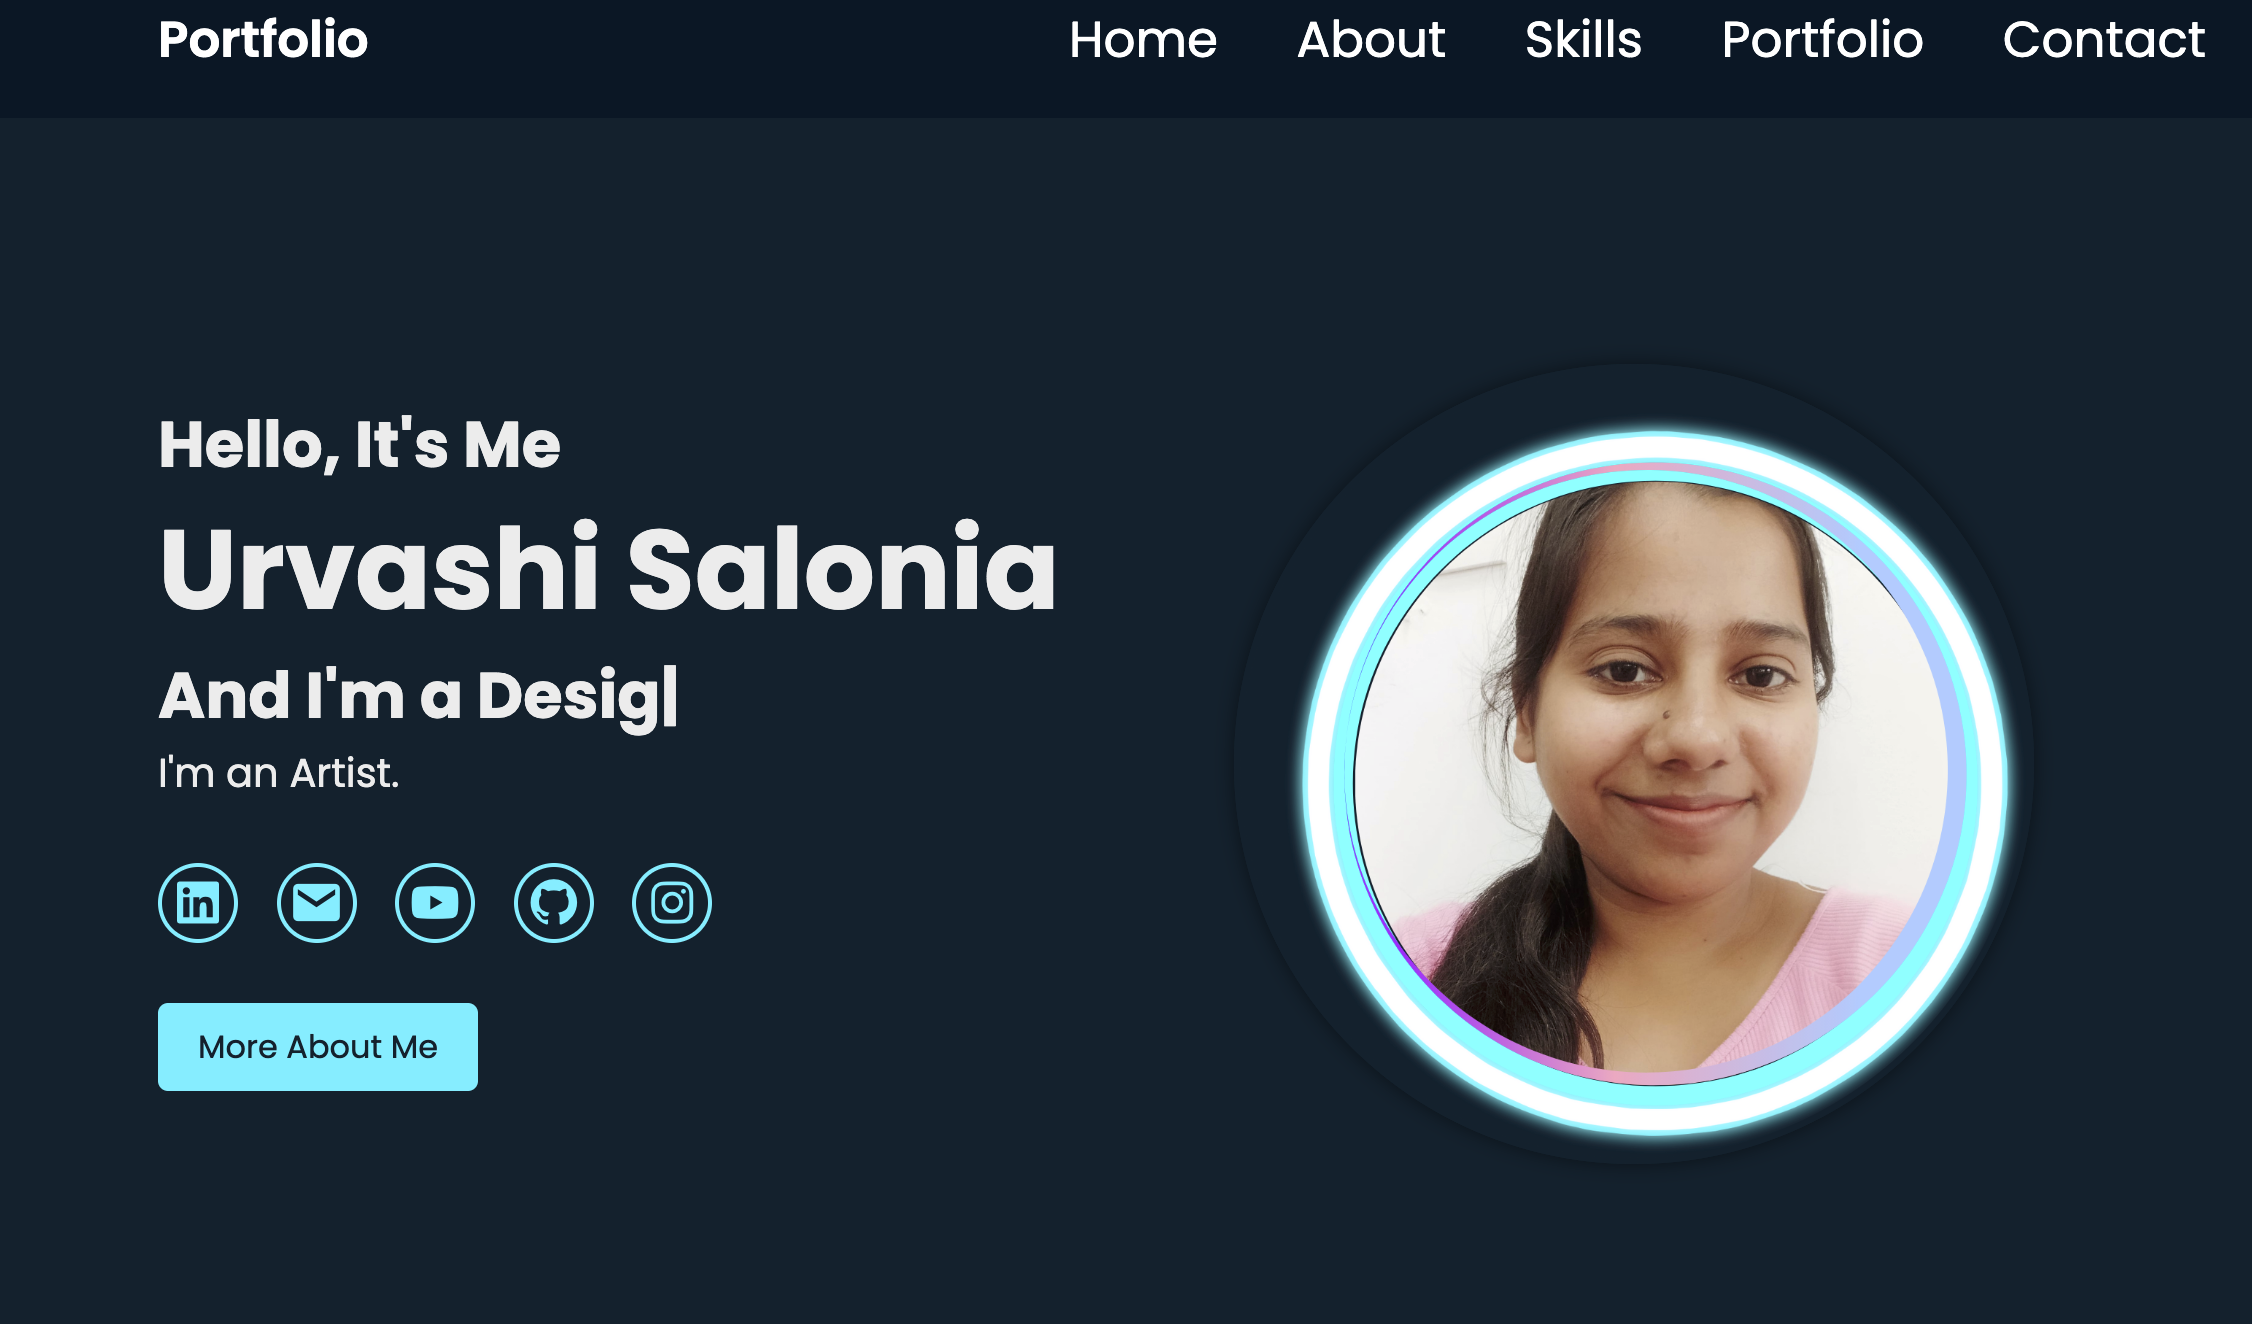 Portfolio Home About Skills Portfolio Contact
Hello, It's Me
Urvashi Salonia
And I'm a Desig|
I'm an Artist.
in
More About Me